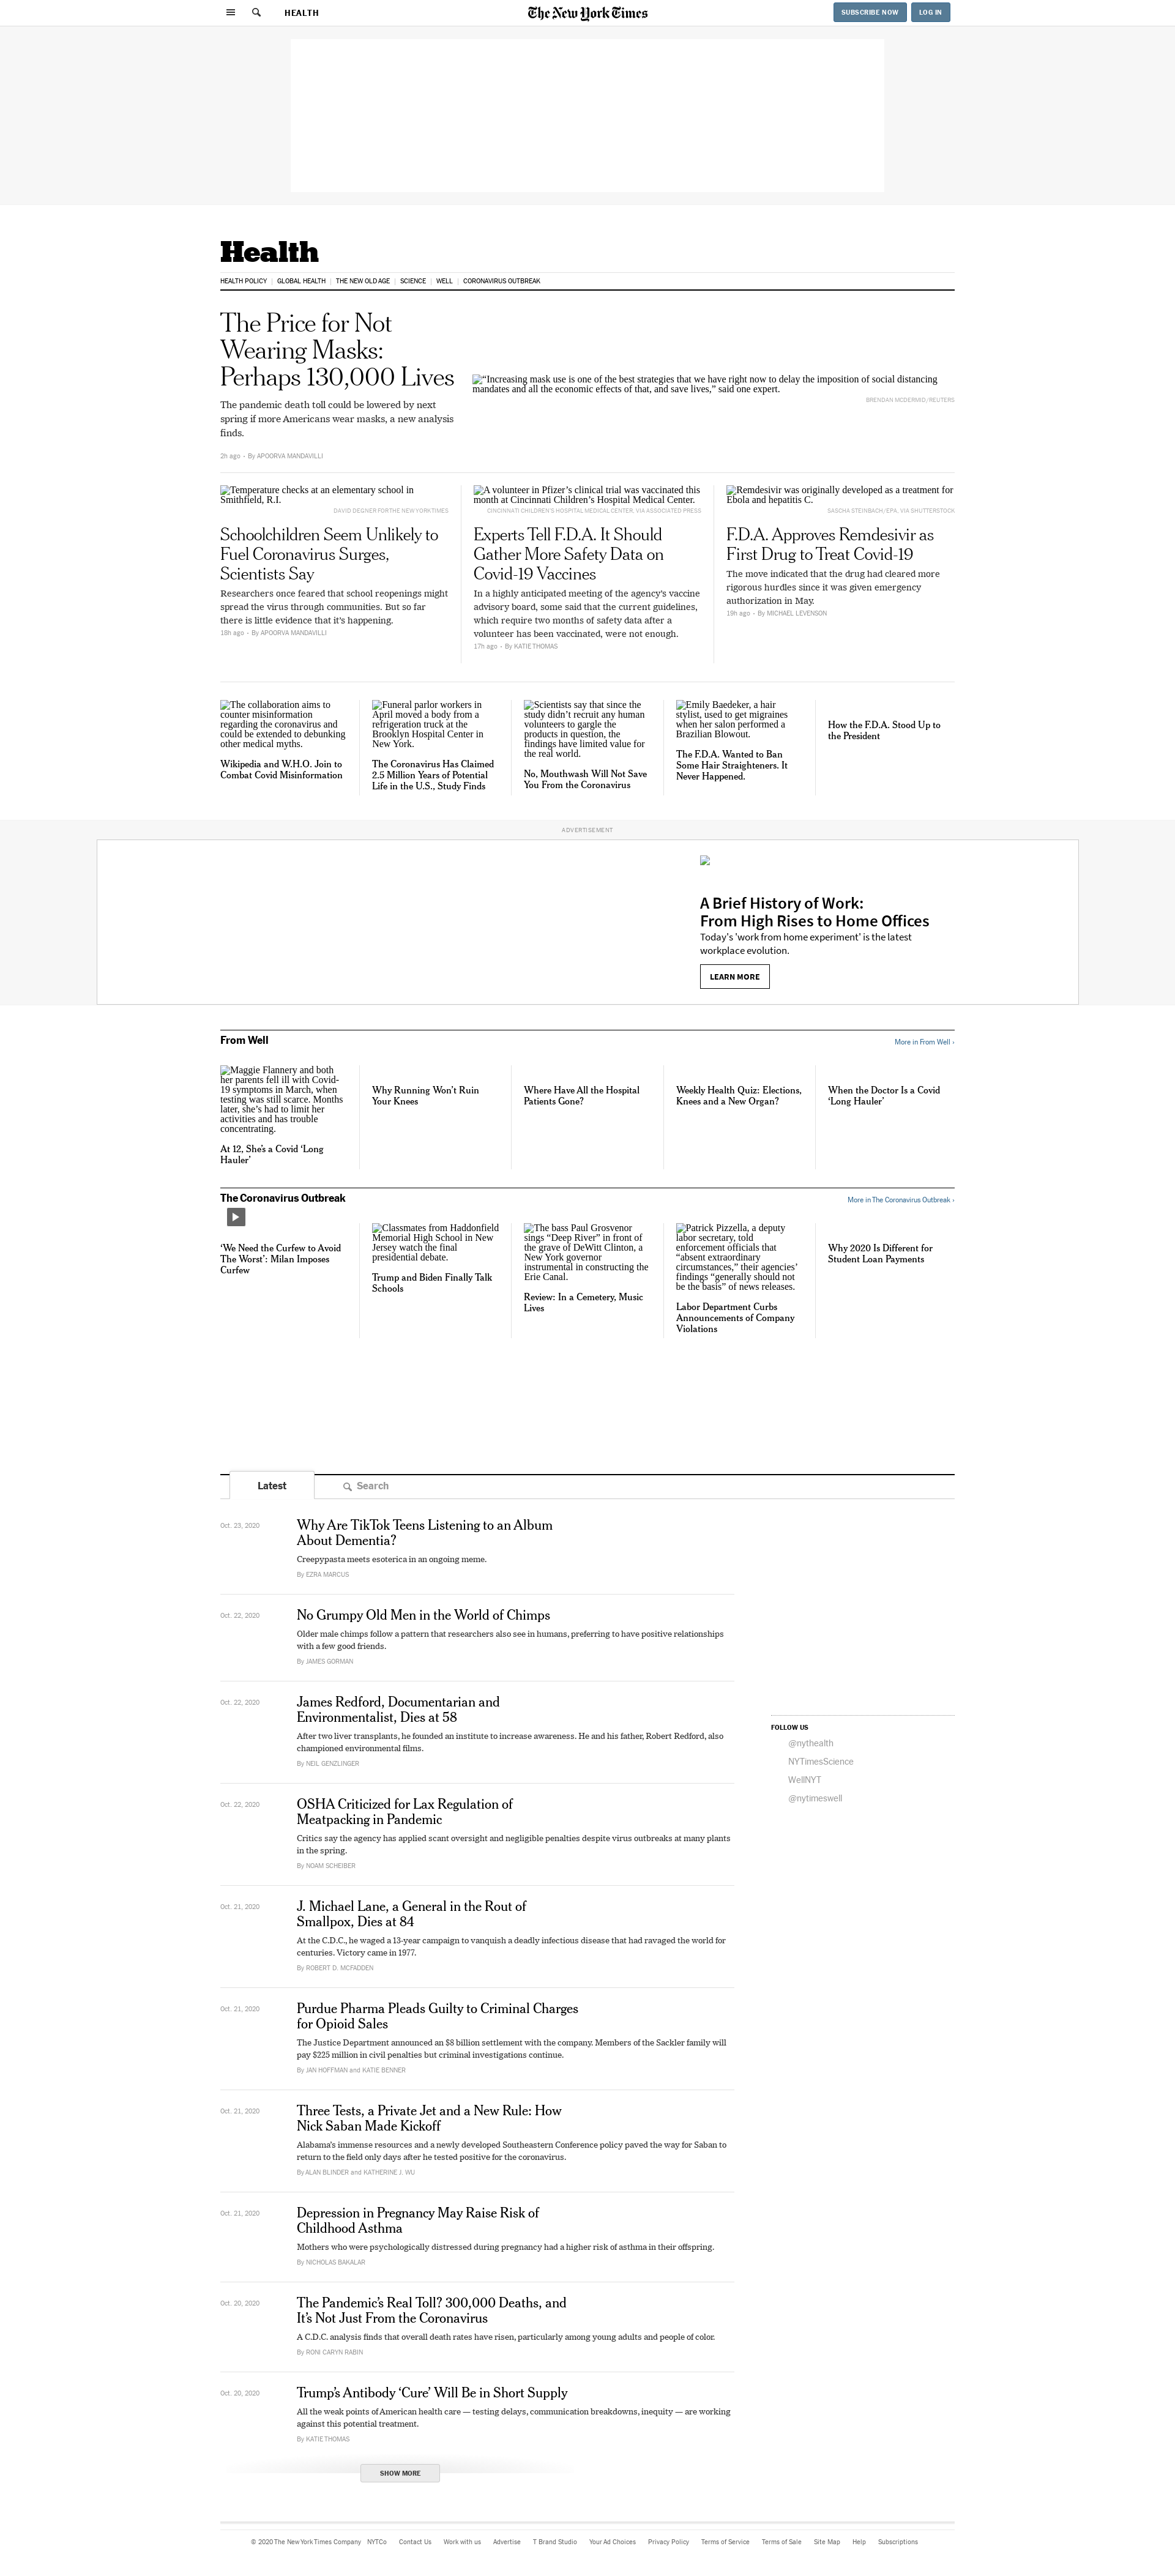 HEALTH
The New York Times
SUBSCRIBE NOW
LOG IN
Health
HEALTH POLICY | GLOBAL HEALTH | THE NEW OLD AGE | SCIENCE | WELL | CORONAVIRUS OUTBREAK
The Price for Not
Wearing Masks:
Perhaps 130,000 Lives
The pandemic death toll could be lowered by next
spring if more Americans wear masks, a new analysis
finds.
2h ago • By APOORVA MANDAVILLI
“Increasing mask use is one of the best strategies that we have right now to delay the imposition of social distancing
mandates and all the economic effects of that, and save lives,” said one expert.
BRENDAN MCDERMID/REUTERS
Temperature checks at an elementary school in
Smithfield, R.I.
DAVID DEGNER FOR THE NEW YORK TIMES
Schoolchildren Seem Unlikely to
Fuel Coronavirus Surges,
Scientists Say
Researchers once feared that school reopenings might
spread the virus through communities. But so far
there is little evidence that it’s happening.
18h ago • By APOORVA MANDAVILLI
A volunteer in Pfizer’s clinical trial was vaccinated this
month at Cincinnati Children’s Hospital Medical Center.
CINCINNATI CHILDREN'S HOSPITAL MEDICAL CENTER, VIA ASSOCIATED PRESS
Experts Tell F.D.A. It Should
Gather More Safety Data on
Covid-19 Vaccines
In a highly anticipated meeting of the agency’s vaccine
advisory board, some said that the current guidelines,
which require two months of safety data after a
volunteer has been vaccinated, were not enough.
17h ago • By KATIE THOMAS
Remdesivir was originally developed as a treatment for
Ebola and hepatitis C.
SASCHA STEINBACH/EPA, VIA SHUTTERSTOCK
F.D.A. Approves Remdesivir as
First Drug to Treat Covid-19
The move indicated that the drug had cleared more
rigorous hurdles since it was given emergency
authorization in May.
19h ago • By MICHAEL LEVENSON
The collaboration aims to
counter misinformation
regarding the coronavirus and
could be extended to debunking
other medical myths.
Wikipedia and W.H.O. Join to
Combat Covid Misinformation
Funeral parlor workers in
April moved a body from a
refrigeration truck at the
Brooklyn Hospital Center in
New York.
The Coronavirus Has Claimed
2.5 Million Years of Potential
Life in the U.S., Study Finds
Scientists say that since the
study didn’t recruit any human
volunteers to gargle the
products in question, the
findings have limited value for
the real world.
No, Mouthwash Will Not Save
You From the Coronavirus
Emily Baedeker, a hair
stylist, used to get migraines
when her salon performed a
Brazilian Blowout.
The F.D.A. Wanted to Ban
Some Hair Straighteners. It
Never Happened.
How the F.D.A. Stood Up to
the President
ADVERTISEMENT
A Brief History of Work:
From High Rises to Home Offices
Today's 'work from home experiment' is the latest
workplace evolution.
LEARN MORE
From Well
More in From Well ›
Maggie Flannery and both
her parents fell ill with Covid-
19 symptoms in March, when
testing was still scarce. Months
later, she’s had to limit her
activities and has trouble
concentrating.
At 12, She’s a Covid ‘Long
Hauler’
Why Running Won’t Ruin
Your Knees
Where Have All the Hospital
Patients Gone?
Weekly Health Quiz: Elections,
Knees and a New Organ?
When the Doctor Is a Covid
‘Long Hauler’
The Coronavirus Outbreak
More in The Coronavirus Outbreak ›
‘We Need the Curfew to Avoid
The Worst’: Milan Imposes
Curfew
Classmates from Haddonfield
Memorial High School in New
Jersey watch the final
presidential debate.
Trump and Biden Finally Talk
Schools
The bass Paul Grosvenor
sings “Deep River” in front of
the grave of DeWitt Clinton, a
New York governor
instrumental in constructing the
Erie Canal.
Review: In a Cemetery, Music
Lives
Patrick Pizzella, a deputy
labor secretary, told
enforcement officials that
“absent extraordinary
circumstances,” their agencies’
findings “generally should not
be the basis” of news releases.
Labor Department Curbs
Announcements of Company
Violations
Why 2020 Is Different for
Student Loan Payments
Latest
Search
Oct. 23, 2020
Why Are TikTok Teens Listening to an Album
About Dementia?
Creepypasta meets esoterica in an ongoing meme.
By EZRA MARCUS
Oct. 22, 2020
No Grumpy Old Men in the World of Chimps
Older male chimps follow a pattern that researchers also see in humans, preferring to have positive relationships
with a few good friends.
By JAMES GORMAN
Oct. 22, 2020
James Redford, Documentarian and
Environmentalist, Dies at 58
After two liver transplants, he founded an institute to increase awareness. He and his father, Robert Redford, also
championed environmental films.
By NEIL GENZLINGER
Oct. 22, 2020
OSHA Criticized for Lax Regulation of
Meatpacking in Pandemic
Critics say the agency has applied scant oversight and negligible penalties despite virus outbreaks at many plants
in the spring.
By NOAM SCHEIBER
Oct. 21, 2020
J. Michael Lane, a General in the Rout of
Smallpox, Dies at 84
At the C.D.C., he waged a 13-year campaign to vanquish a deadly infectious disease that had ravaged the world for
centuries. Victory came in 1977.
By ROBERT D. MCFADDEN
Oct. 21, 2020
Purdue Pharma Pleads Guilty to Criminal Charges
for Opioid Sales
The Justice Department announced an $8 billion settlement with the company. Members of the Sackler family will
pay $225 million in civil penalties but criminal investigations continue.
By JAN HOFFMAN and KATIE BENNER
Oct. 21, 2020
Three Tests, a Private Jet and a New Rule: How
Nick Saban Made Kickoff
Alabama’s immense resources and a newly developed Southeastern Conference policy paved the way for Saban to
return to the field only days after he tested positive for the coronavirus.
By ALAN BLINDER and KATHERINE J. WU
Oct. 21, 2020
Depression in Pregnancy May Raise Risk of
Childhood Asthma
Mothers who were psychologically distressed during pregnancy had a higher risk of asthma in their offspring.
By NICHOLAS BAKALAR
Oct. 20, 2020
The Pandemic’s Real Toll? 300,000 Deaths, and
It’s Not Just From the Coronavirus
A C.D.C. analysis finds that overall death rates have risen, particularly among young adults and people of color.
By RONI CARYN RABIN
Oct. 20, 2020
Trump’s Antibody ‘Cure’ Will Be in Short Supply
All the weak points of American health care — testing delays, communication breakdowns, inequity — are working
against this potential treatment.
By KATIE THOMAS
SHOW MORE
FOLLOW US
@nythealth
NYTimesScience
WellNYT
@nytimeswell
© 2020 The New York Times Company NYTCo Contact Us Work with us Advertise T Brand Studio Your Ad Choices Privacy Policy Terms of Service Terms of Sale Site Map Help Subscriptions